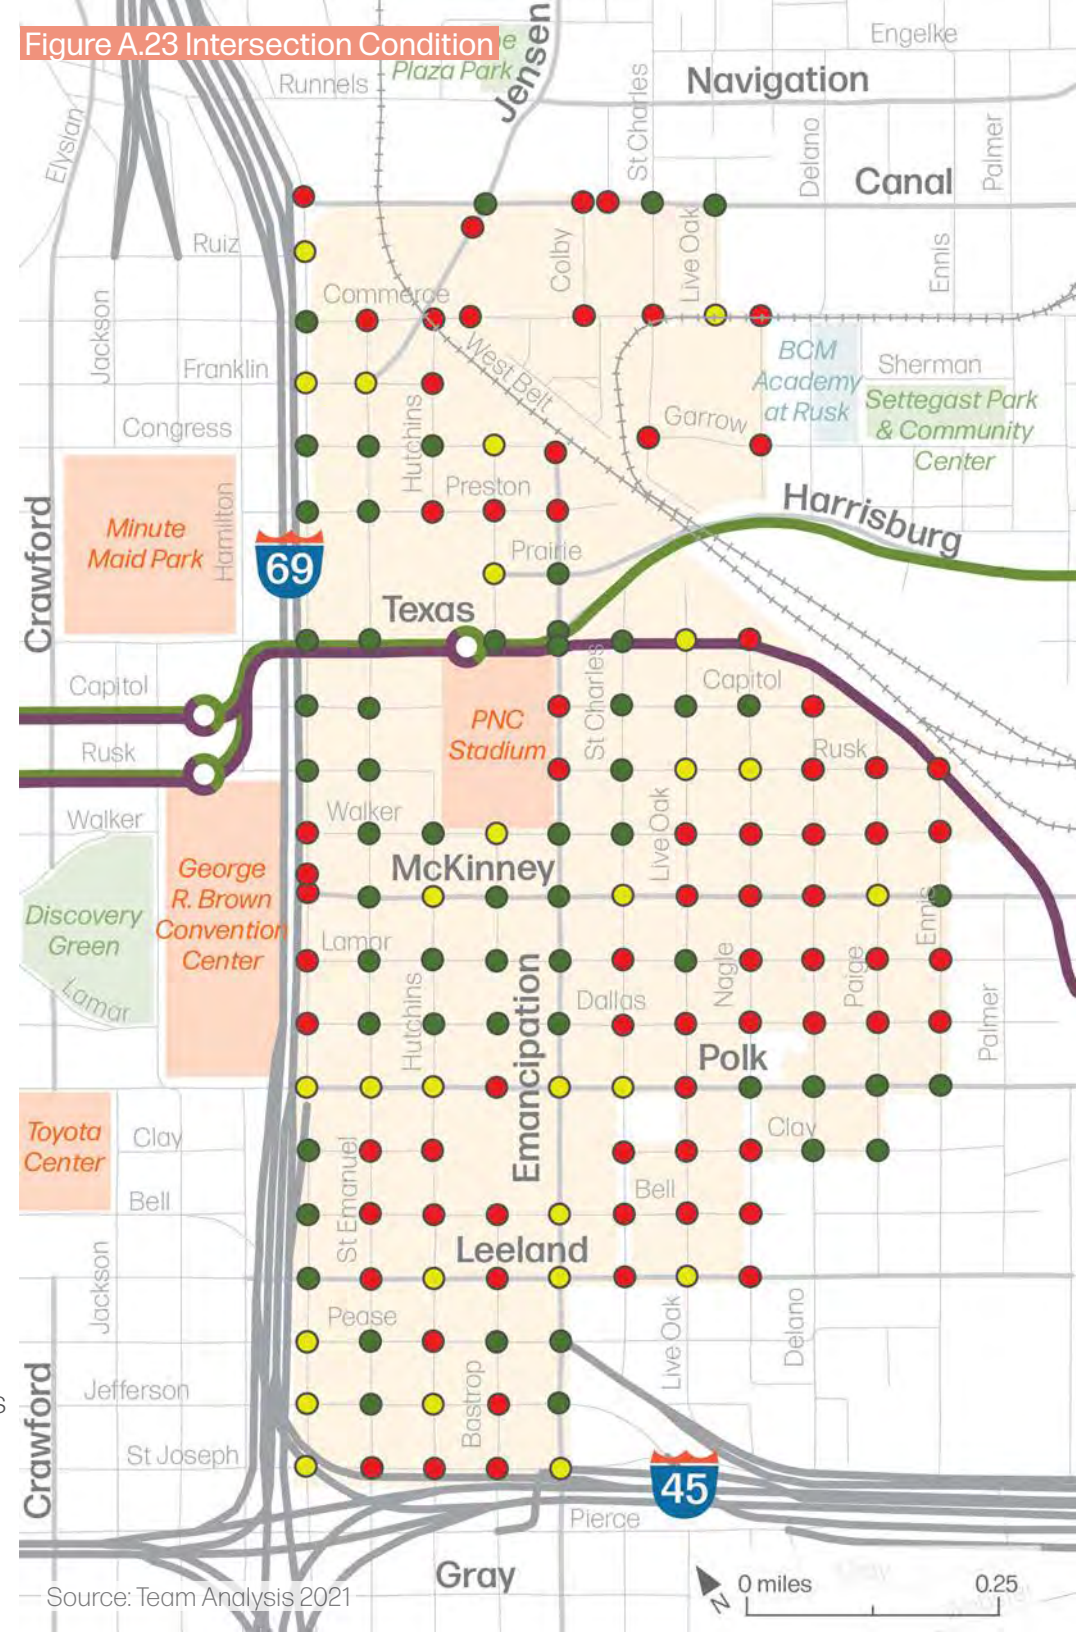 Figure A.23 Intersection Condition
e
Plaza Park
Jensen
Engelke
Runnels
Navigation
Elysian
St Charles
Delano
Palmer
Canal
Ruiz
Colby
Live Oak
Ennis
Commerce
Jackson
Franklin
West Belt
BCM
Academy
at Rusk
Sherman
Settegast Park
& Community
Center
Congress
Hutchins
Garrow
Preston
Harrisburg
Crawford
Minute
Maid Park
Hamilton
69
Prairie
Texas
Capitol
St Charles
Capitol
PNC
Stadium
Rusk
Rusk
Walker
Walker
Live Oak
George
R. Brown
Convention
Center
McKinney
Discovery
Green
Lamar
Lamar
Ennis
Nagle
Paige
Hutchins
Emancipation
Dallas
Palmer
Polk
Toyota
Center
Clay
Clay
Bell
St Emanuel
Bell
Leeland
Jackson
Pease
Live Oak
Delano
Jefferson
Bastrop
s
Crawford
St Joseph
45
Pierce
Gray
N
0 miles
0.25
Source: Team Analysis 2021